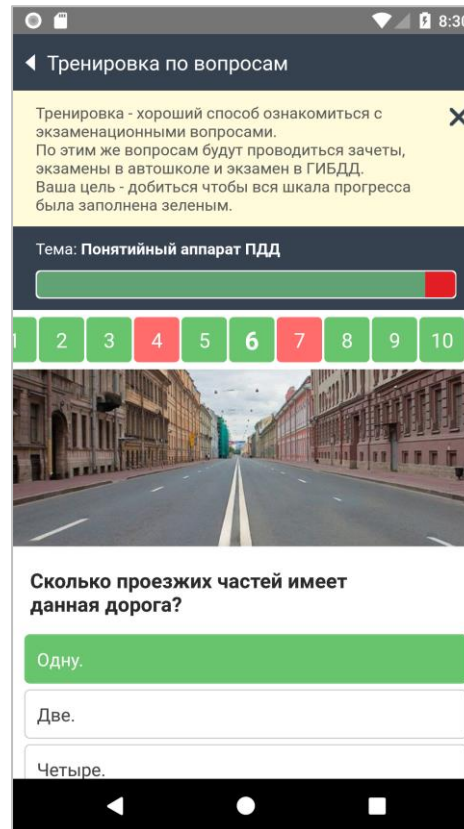 8:30
Тренировка по вопросам
Тренировка - хороший способ ознакомиться с
экзаменационными вопросами.
По этим же вопросам будут проводиться зачеты,
экзамены в автошколе и экзамен в ГИБДД.
Ваша цель - добиться чтобы вся шкала прогресса
была заполнена зеленым.
Тема: Понятийный аппарат ПДД
1 2 3 4 5 6 7 8 9 10
Сколько проезжих частей имеет
данная дорога?
Одну.
Две.
Четыре.